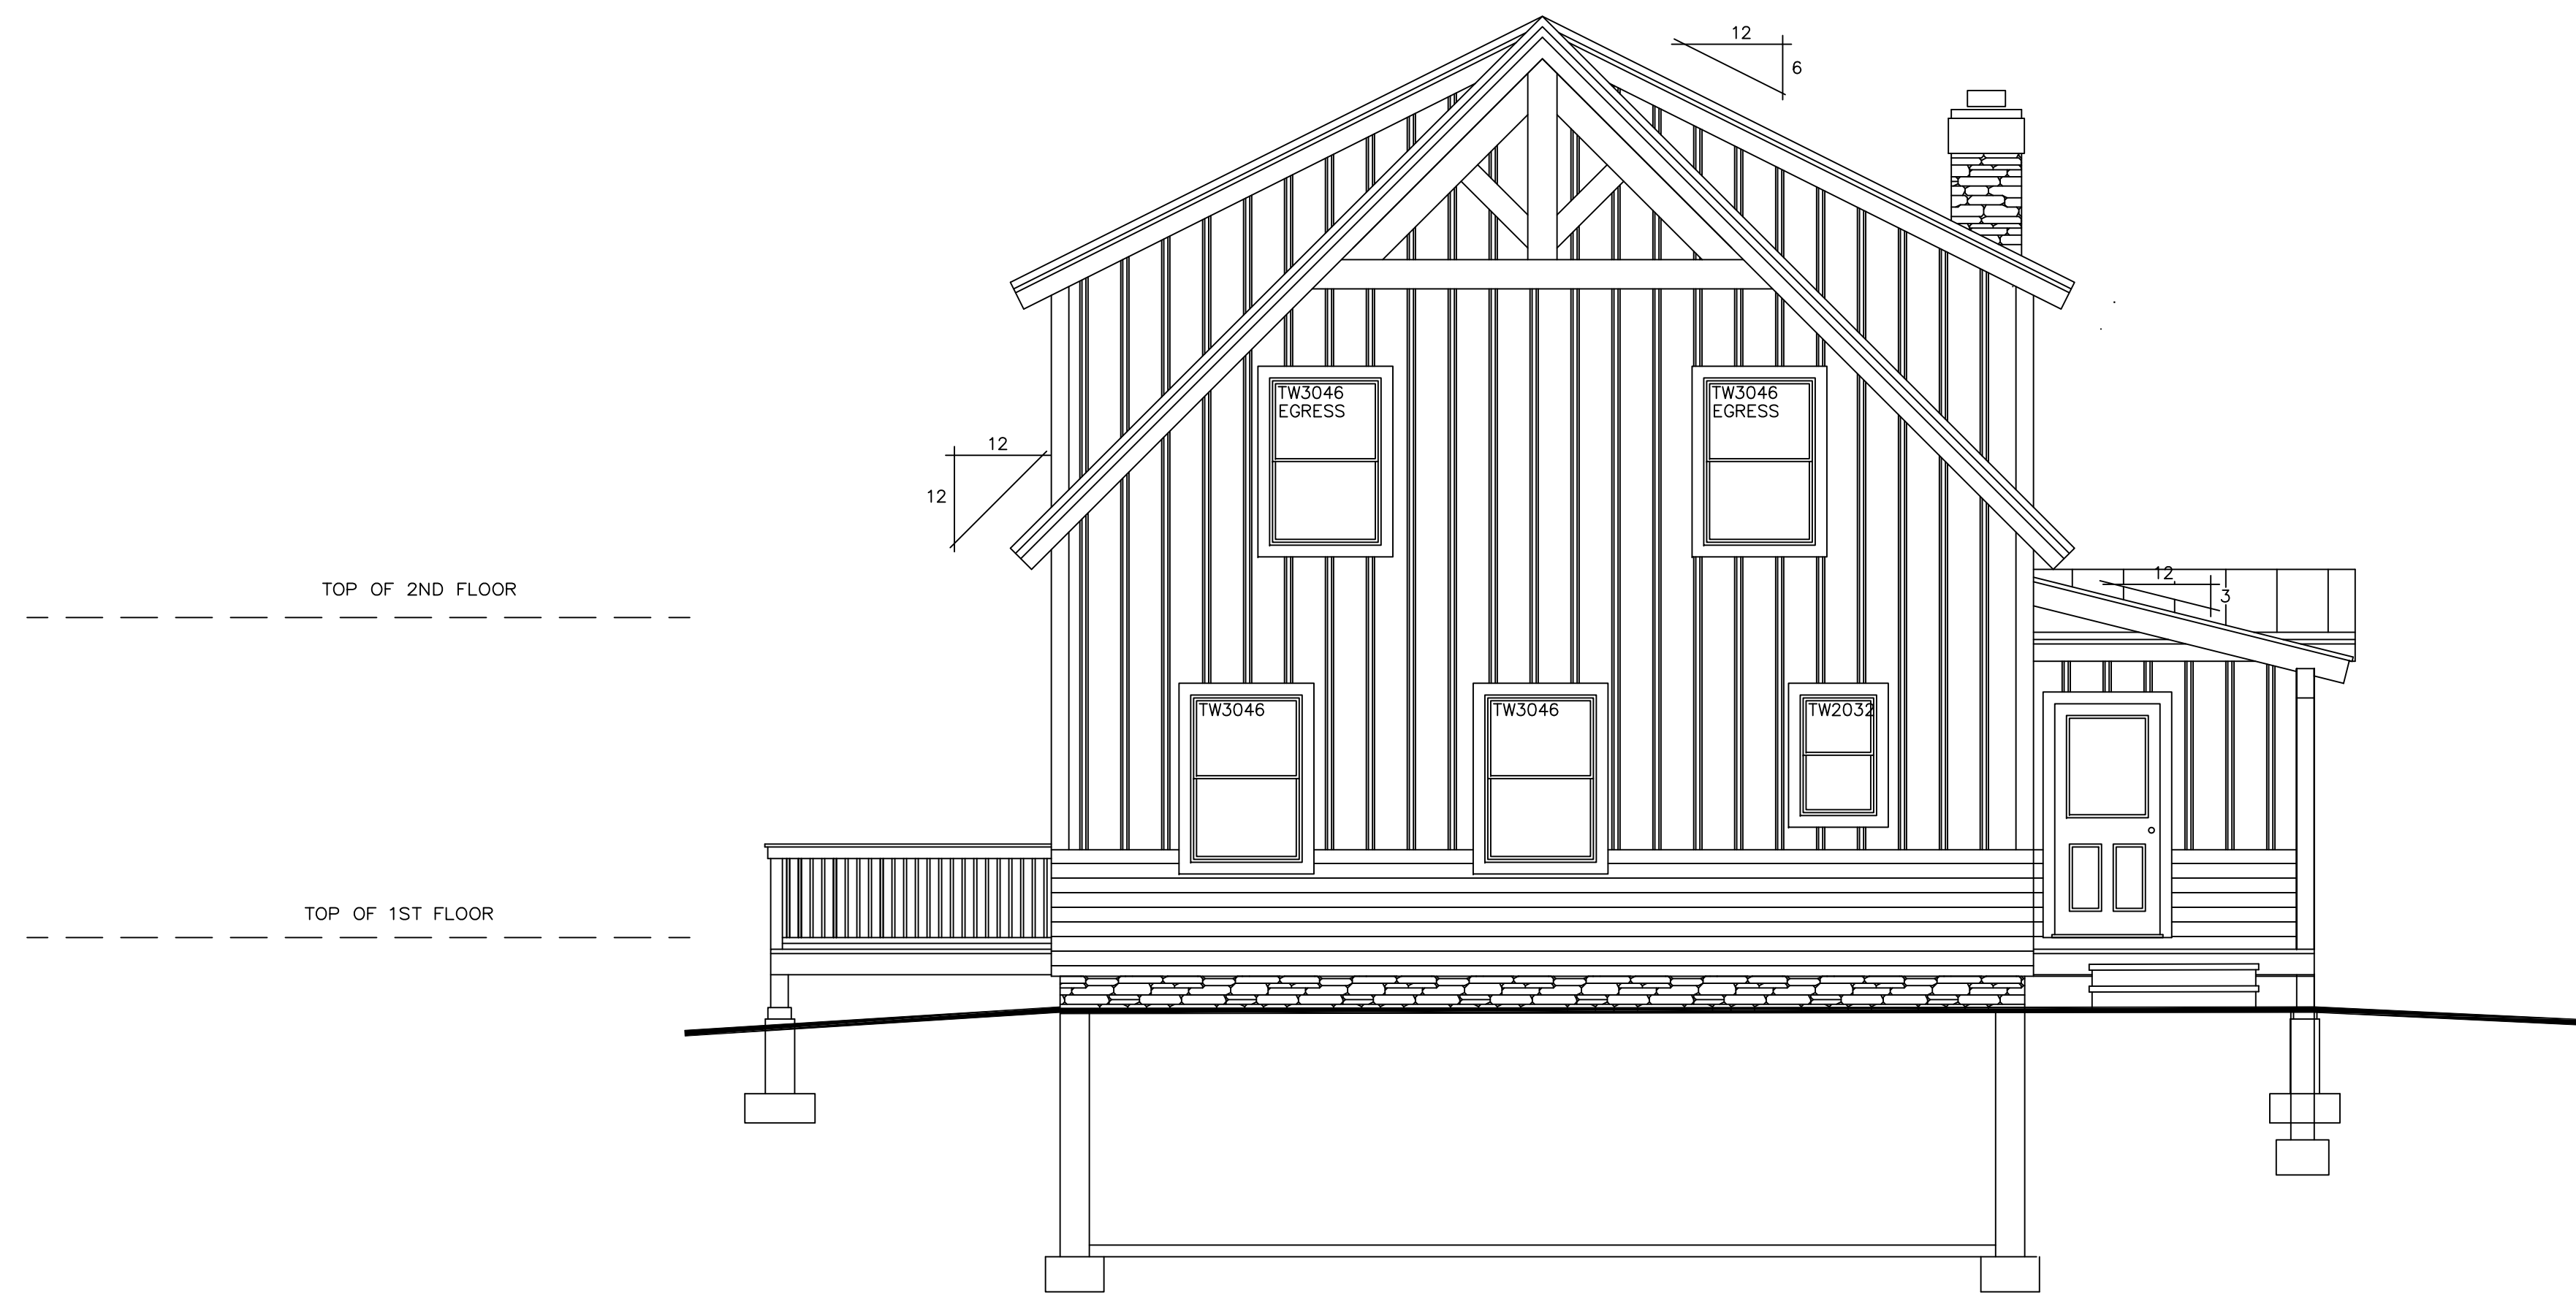 12
6
TW3046
EGRESS
TW3046
EGRESS
12
12
12
3
TOP OF 2ND FLOOR
TW3046
TW3046
TW2032
TOP OF 1ST FLOOR